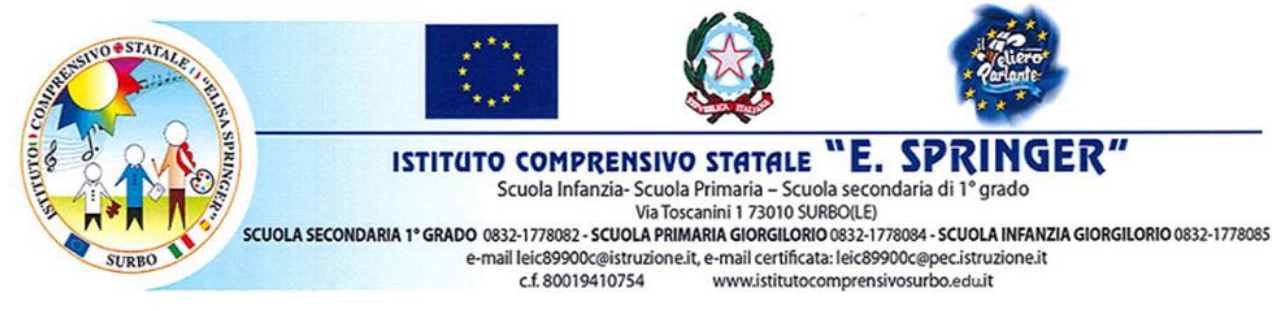 ISTITUTO COMPRENSIVO STATALE "ELISA SPRINGER"
SURBO
REPVBBLICA ITALIANA
il
Veliero
Parlante
ISTITUTO COMPRENSIVO STATALE "E. SPRINGER"
Scuola Infanzia- Scuola Primaria – Scuola secondaria di 1° grado
Via Toscanini 1 73010 SURBO(LE)
SCUOLA SECONDARIA 1° GRADO 0832-1778082 - SCUOLA PRIMARIA GIORGILORIO 0832-1778084 - SCUOLA INFANZIA GIORGILORIO 0832-1778085
e-mail leic89900c@istruzione.it, e-mail certificata: leic89900c@pec.istruzione.it
c.f. 80019410754 www.istitutocomprensivosurbo.edu.it